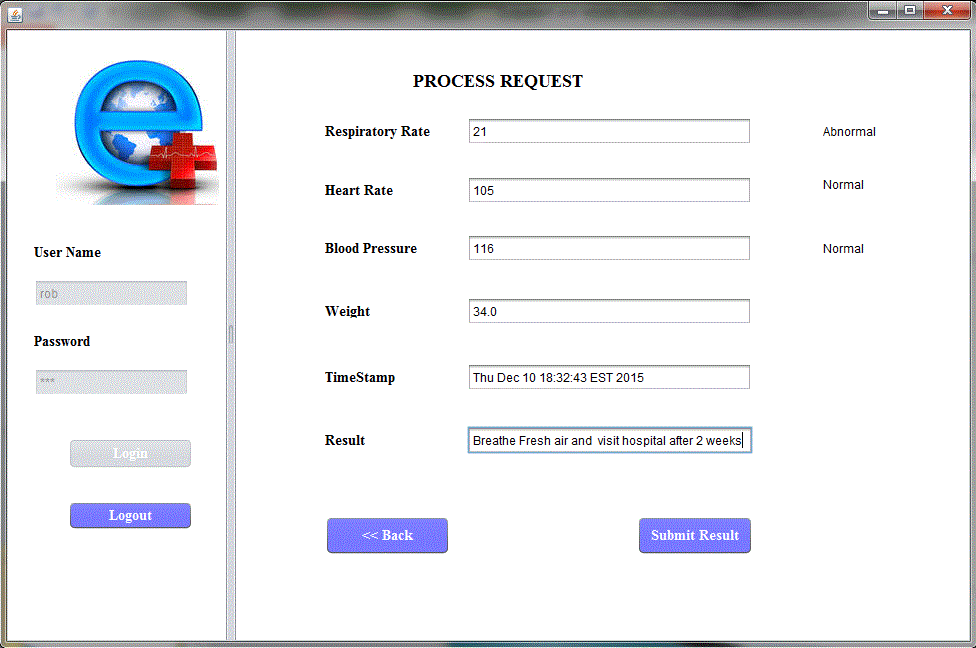 PROCESS REQUEST
Respiratory Rate 21 Abnormal
Heart Rate 105 Normal
Blood Pressure 116 Normal
Weight 34.0
TimeStamp Thu Dec 10 18:32:43 EST 2015
Result Breathe Fresh air and visit hospital after 2 weeks
<< Back Submit Result
User Name
rob
Password
***
Login
Logout